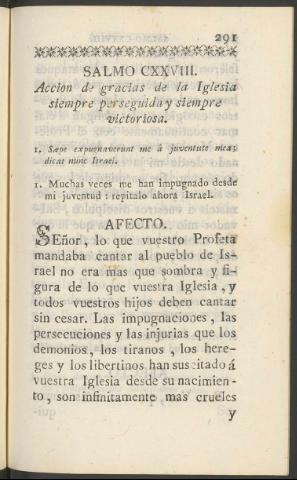 291
SALMO CXXVIII.
Accion de gracias de la Iglesia
siempre perseguida y siempre
victoriosa.
1. Sæpe expugnaverunt me á juventute mea:
dicat nunc Israel.
1. Muchas veces me han impugnado desde
mi juventud : repitalo ahora Israel.
AFECTO.
SEñor, lo que vuestro Profeta
mandaba cantar al pueblo de Is-
rael no era mas que sombra y fi-
gura de lo que vuestra Iglesia, y
todos vuestros hijos deben cantar
sin cesar. Las impugnaciones, las
persecuciones y las injurias que los
demonios, los tiranos , los here-
ges y los libertinos han suscitado á
vuestra Iglesia desde su nacimien-
to, son infinitamente mas crueles
y